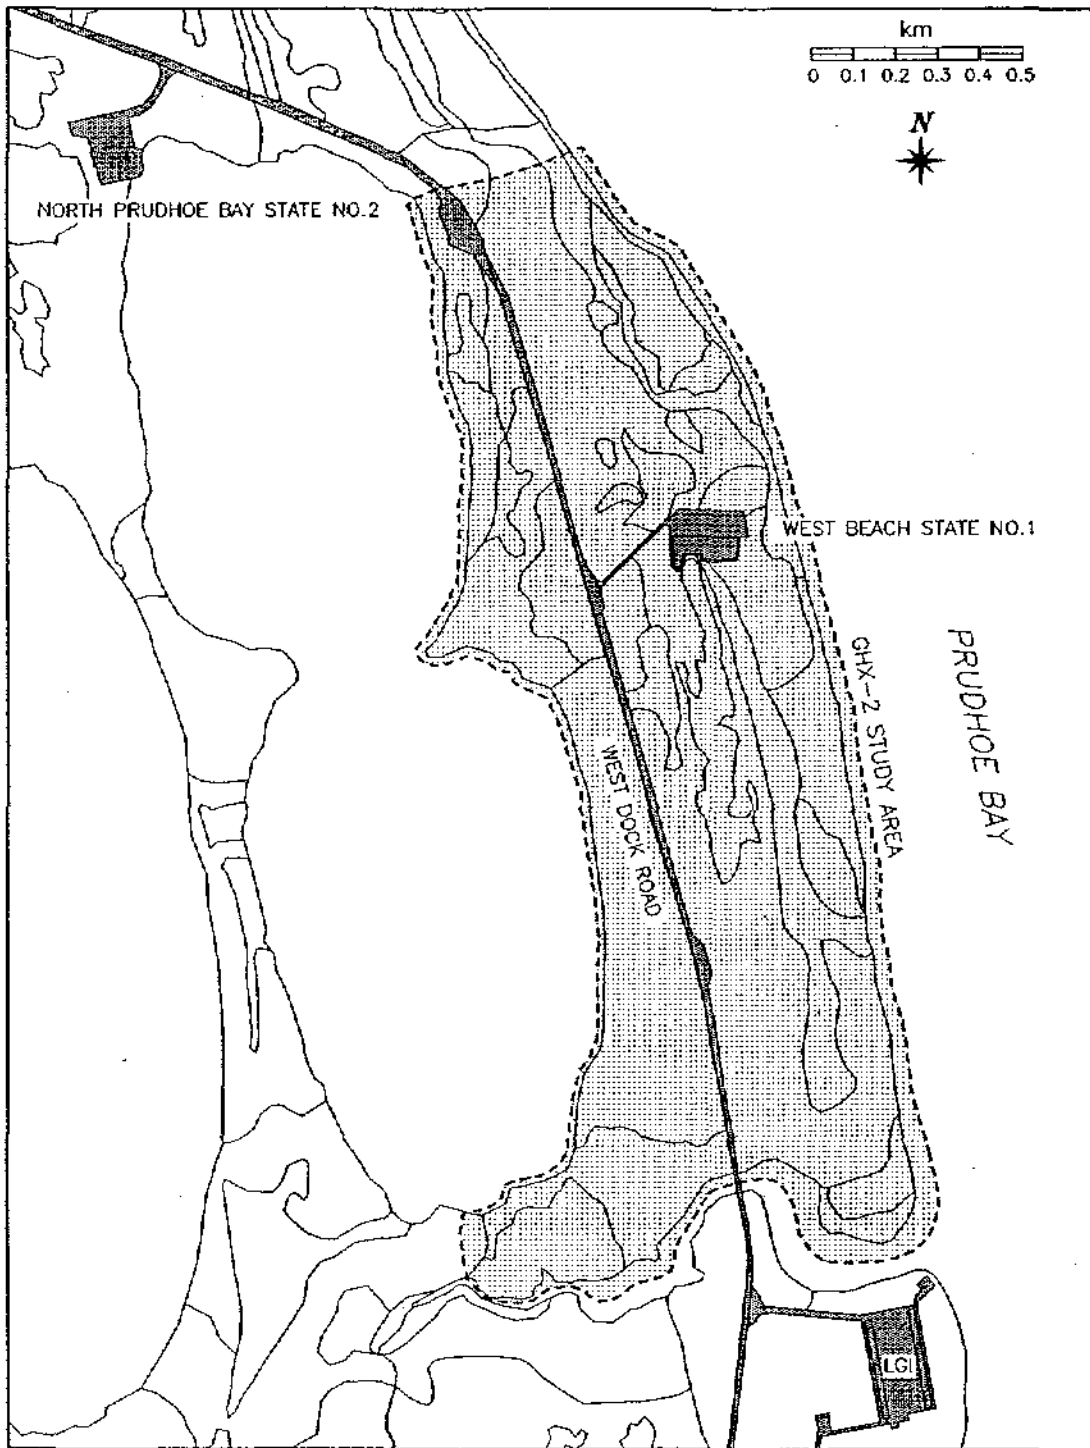 km
0 0.1 0.2 0.3 0.4 0.5
N
NORTH PRUDHOE BAY STATE NO.2
WEST BEACH STATE NO.1
PRUDHOE BAY
GHX-2 STUDY AREA
WEST DOCK ROAD
LGI